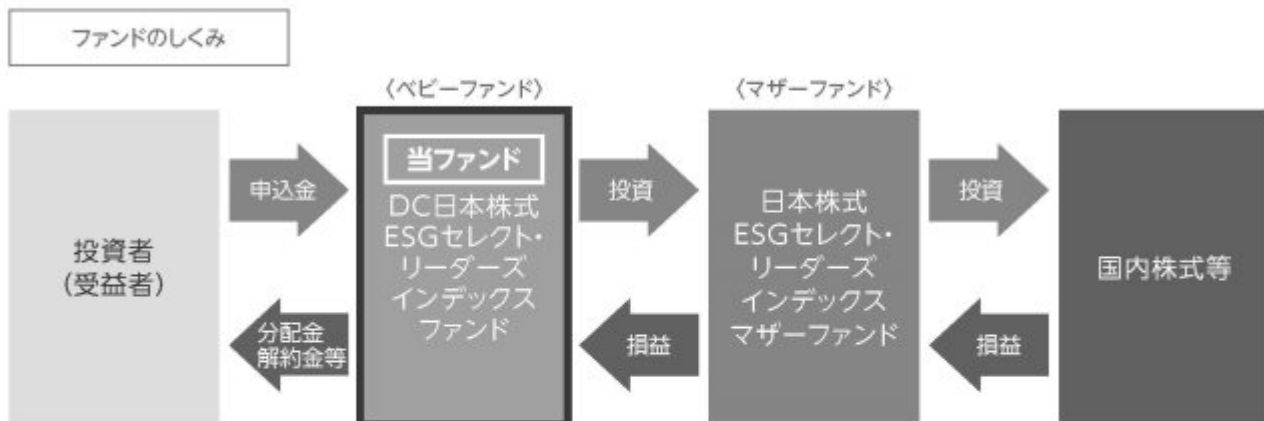 ファンドのしくみ
〈ベビーファンド〉
〈マザーファンド〉
投資者
(受益者)
申込金
分配金
解約金等
当ファンド
DC日本株式
ESGセレクト・
リーダーズ
インデックス
ファンド
投資
損益
日本株式
ESGセレクト・
リーダーズ
インデックス
マザーファンド
投資
損益
国内株式等